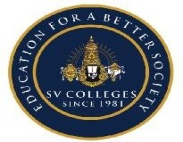 EDUCATION FOR A BETTER SOCIETY
SV COLLEGES
SINCE 1981